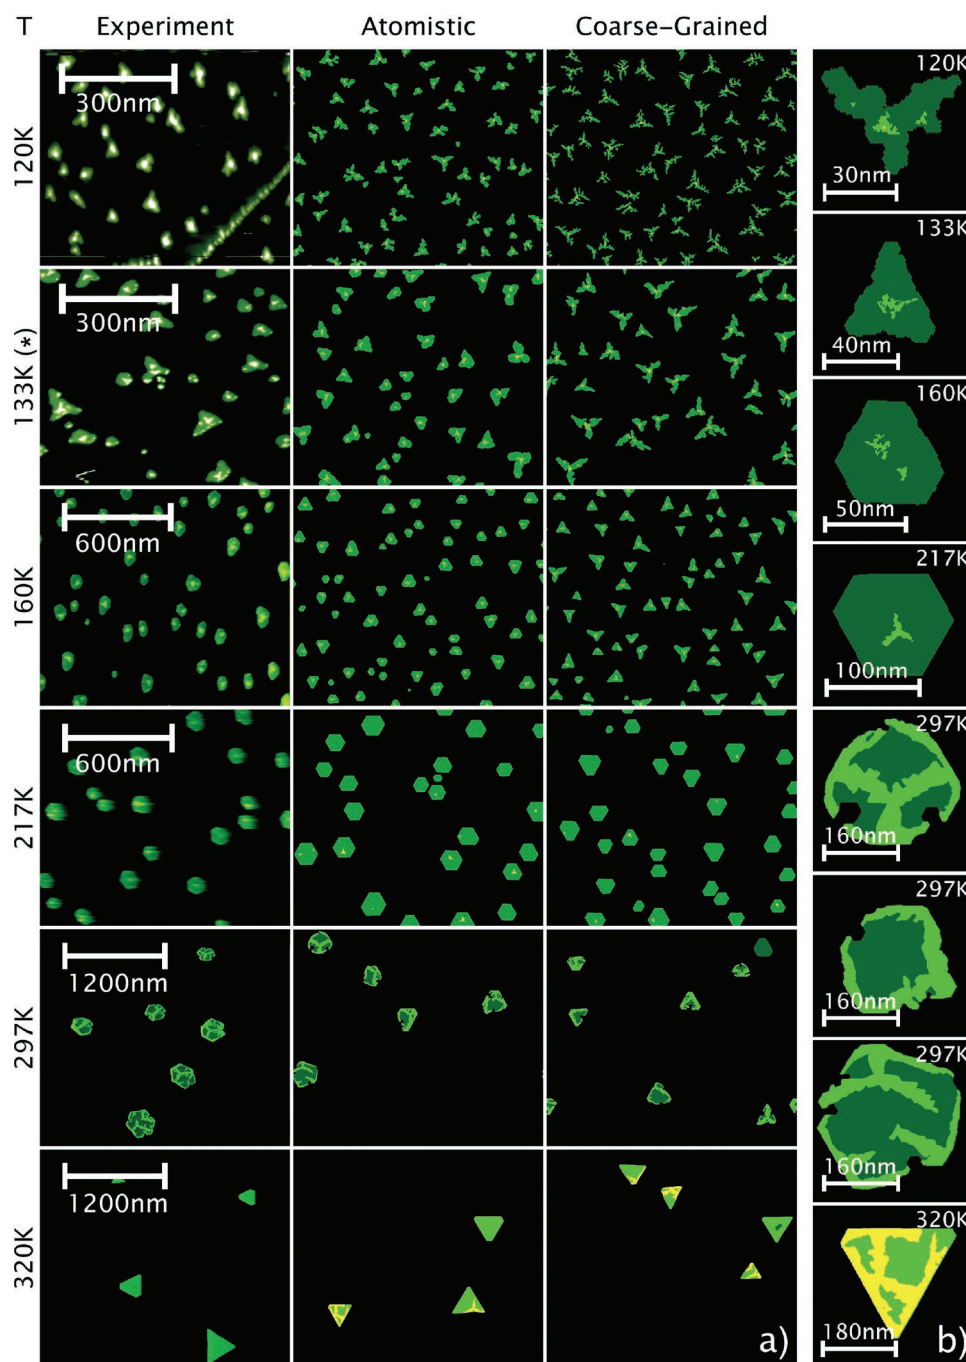 T Experiment Atomistic Coarse-Grained
120K
300nm
133K (*)
300nm
160K
600nm
217K
600nm
297K
1200nm
320K
1200nm
a)
120K
30nm
133K
40nm
160K
50nm
217K
100nm
297K
160nm
297K
160nm
297K
160nm
320K
180nm
b)